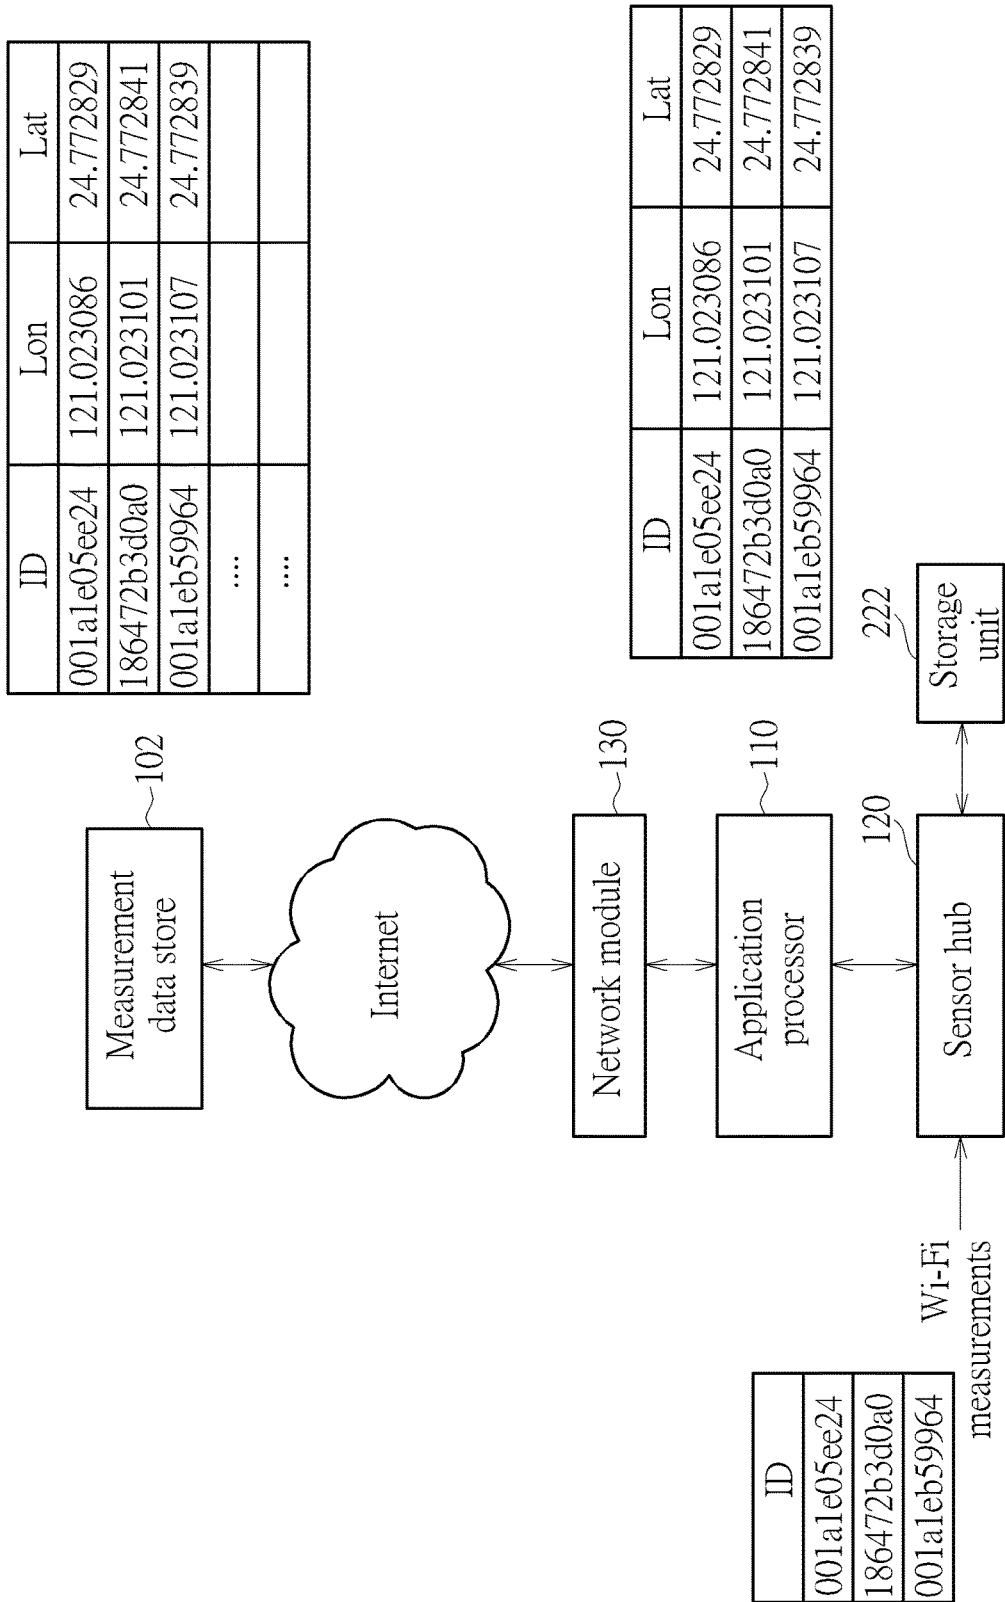 Measurement
data store
102
ID Lon Lat
001a1e05ee24 121.023086 24.772829
186472b3d0a0 121.023101 24.772841
001a1eb59964 121.023107 24.772839
....
....
Internet
Network module
130
Application
processor
110
Wi-Fi
measurements
ID
001a1e05ee24
186472b3d0a0
001a1eb59964
Sensor hub
120
Storage
unit
222
ID Lon Lat
001a1e05ee24 121.023086 24.772829
186472b3d0a0 121.023101 24.772841
001a1eb59964 121.023107 24.772839